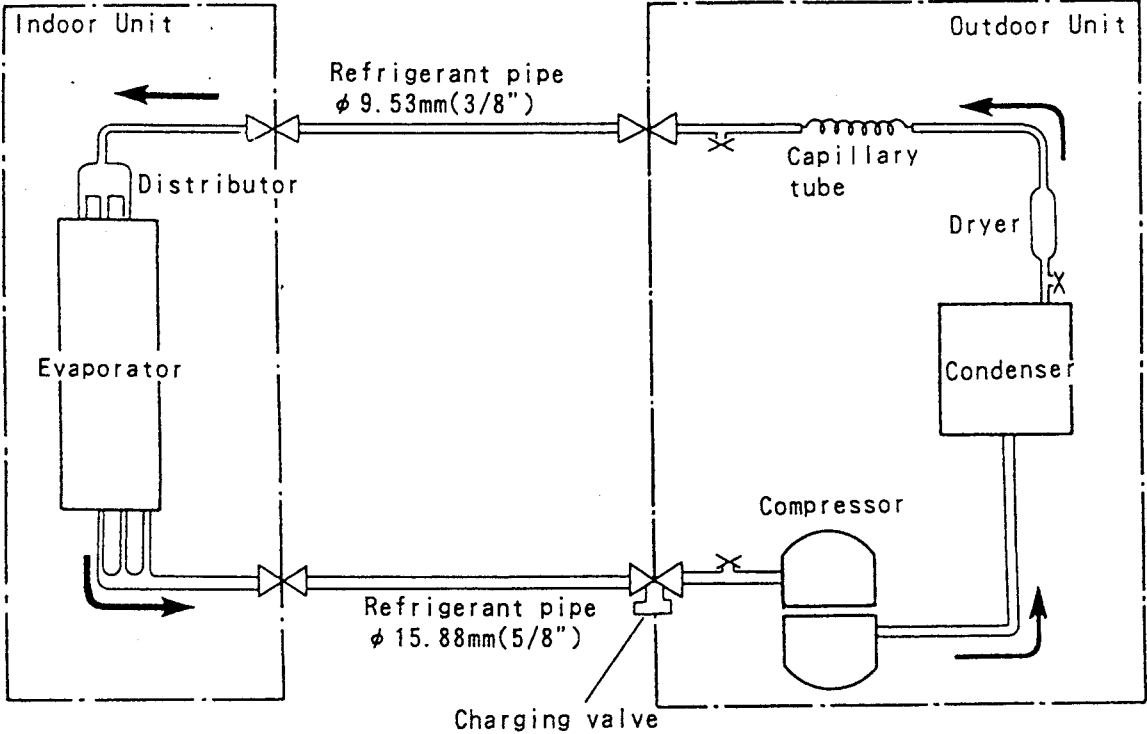 Indoor Unit
Outdoor Unit
Refrigerant pipe
φ 9.53mm(3/8")
Capillary
tube
Distributor
Dryer
Evaporator
Condenser
Compressor
Refrigerant pipe
φ 15.88mm(5/8")
Charging valve